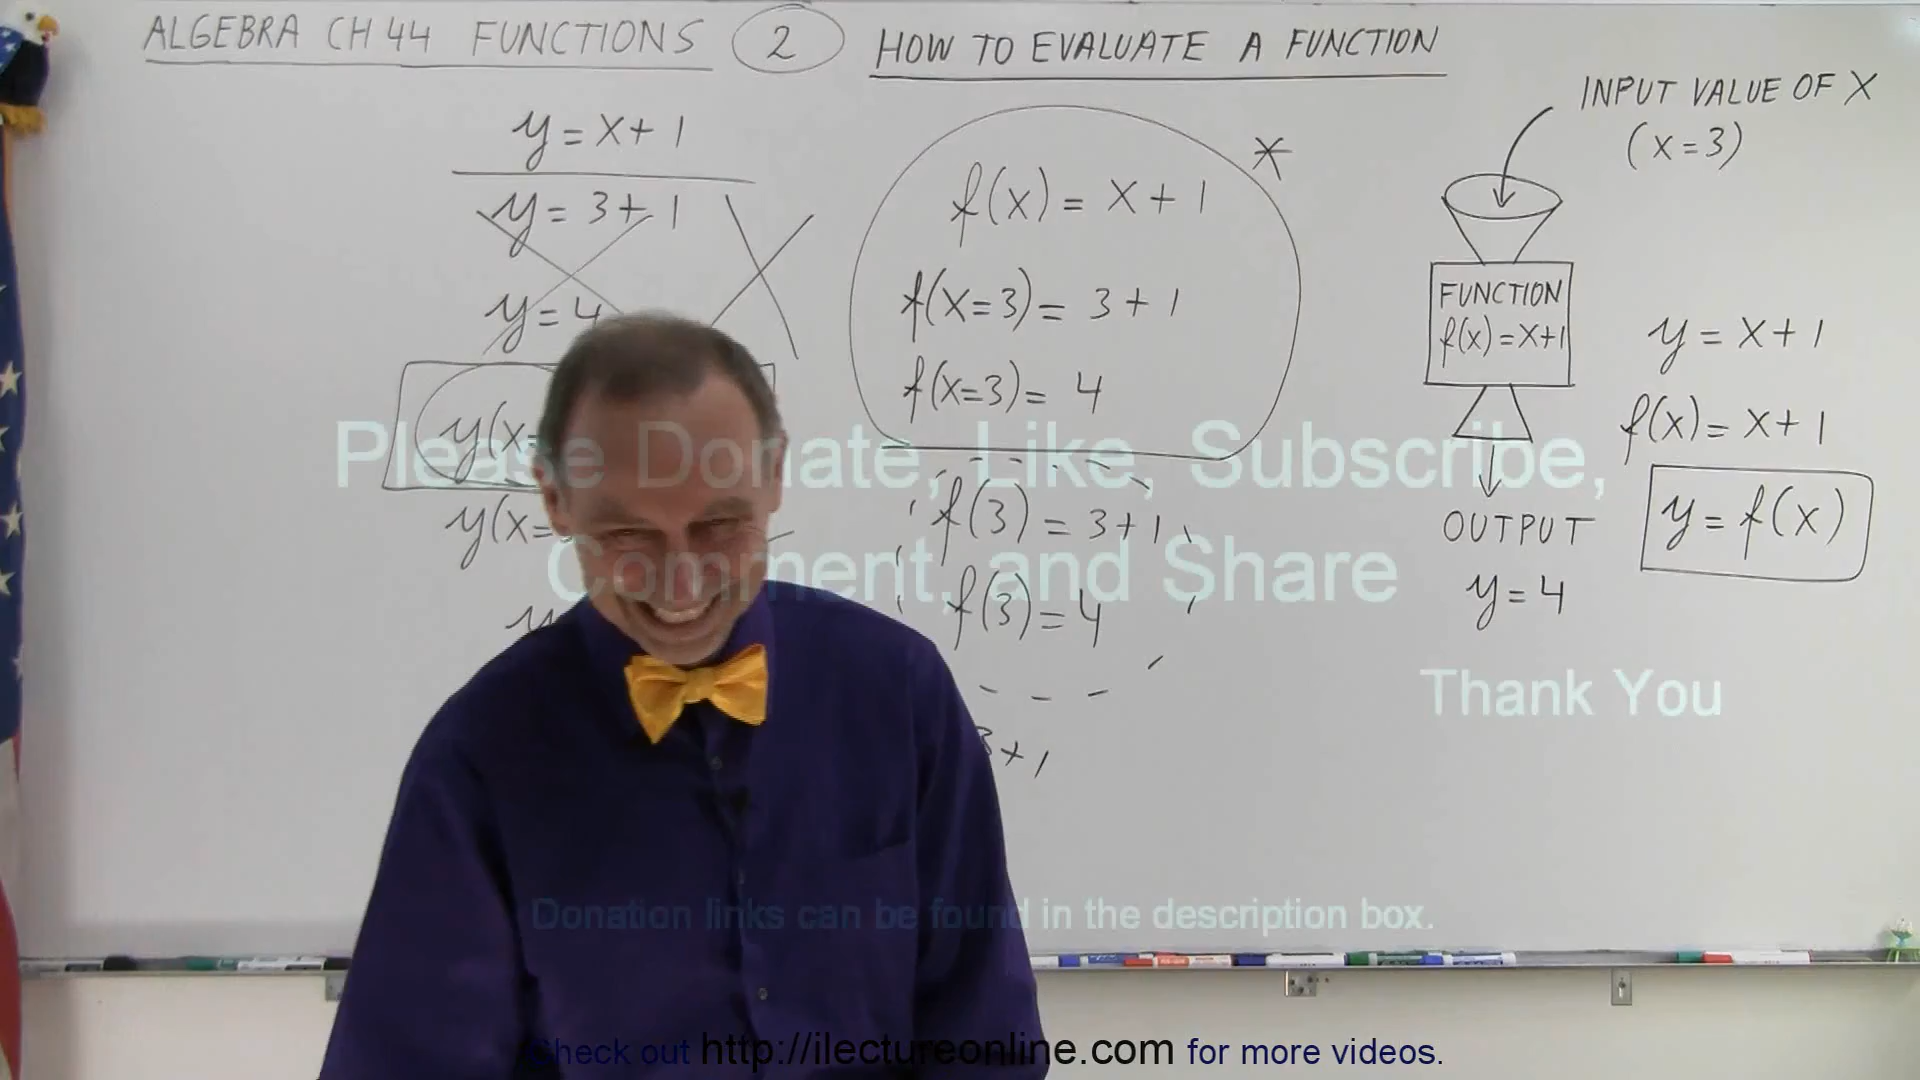 ALGEBRA CH 44 FUNCTIONS 2 HOW TO EVALUATE A FUNCTION
y = x + 1
y = 3 + 1
y = 4
y(x=
y(x=
y
f(x) = x + 1 *
f(x=3) = 3 + 1
f(x=3) = 4
f(3) = 3 + 1
f(3) = 4
3 + 1
INPUT VALUE OF X
(x = 3)
FUNCTION
f(x) = x+1
OUTPUT
y = 4
y = x + 1
f(x) = x + 1
y = f(x)
Please Donate, Like, Subscribe,
Comment, and Share
Thank You
Donation links can be found in the description box.
Check out http://ilectureonline.com for more videos.